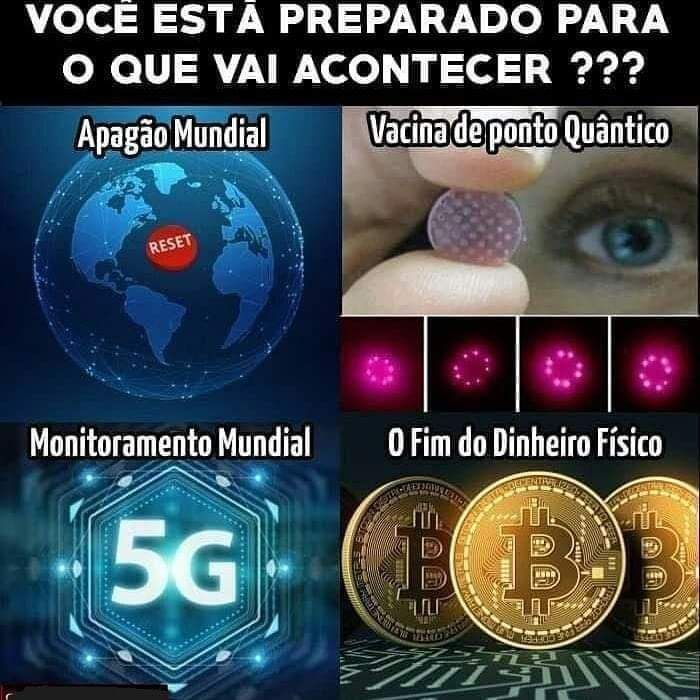 VOCÊ ESTÁ PREPARADO PARA
O QUE VAI ACONTECER ???
Apagão Mundial
Vacina de ponto Quântico
RESET
Monitoramento Mundial
O Fim do Dinheiro Físico
5G